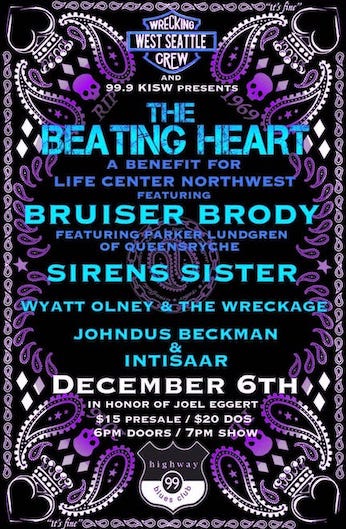 "it's fine"
WRECKING
WEST SEATTLE
CREW
AND
99.9 KISW PRESENTS
RIP
1969
THE
BEATING HEART
A BENEFIT FOR
LIFE CENTER NORTHWEST
FEATURING
BRUISER BRODY
FEATURING PARKER LUNDGREN
OF QUEENSRYCHE
SIRENS SISTER
WYATT OLNEY & THE WRECKAGE
JOHNDUS BECKMAN
&
INTISAAR
DECEMBER 6TH
IN HONOR OF JOEL EGGERT
$15 PRESALE / $20 DOS
6PM DOORS / 7PM SHOW
highway
99
blues club
"it's fine"